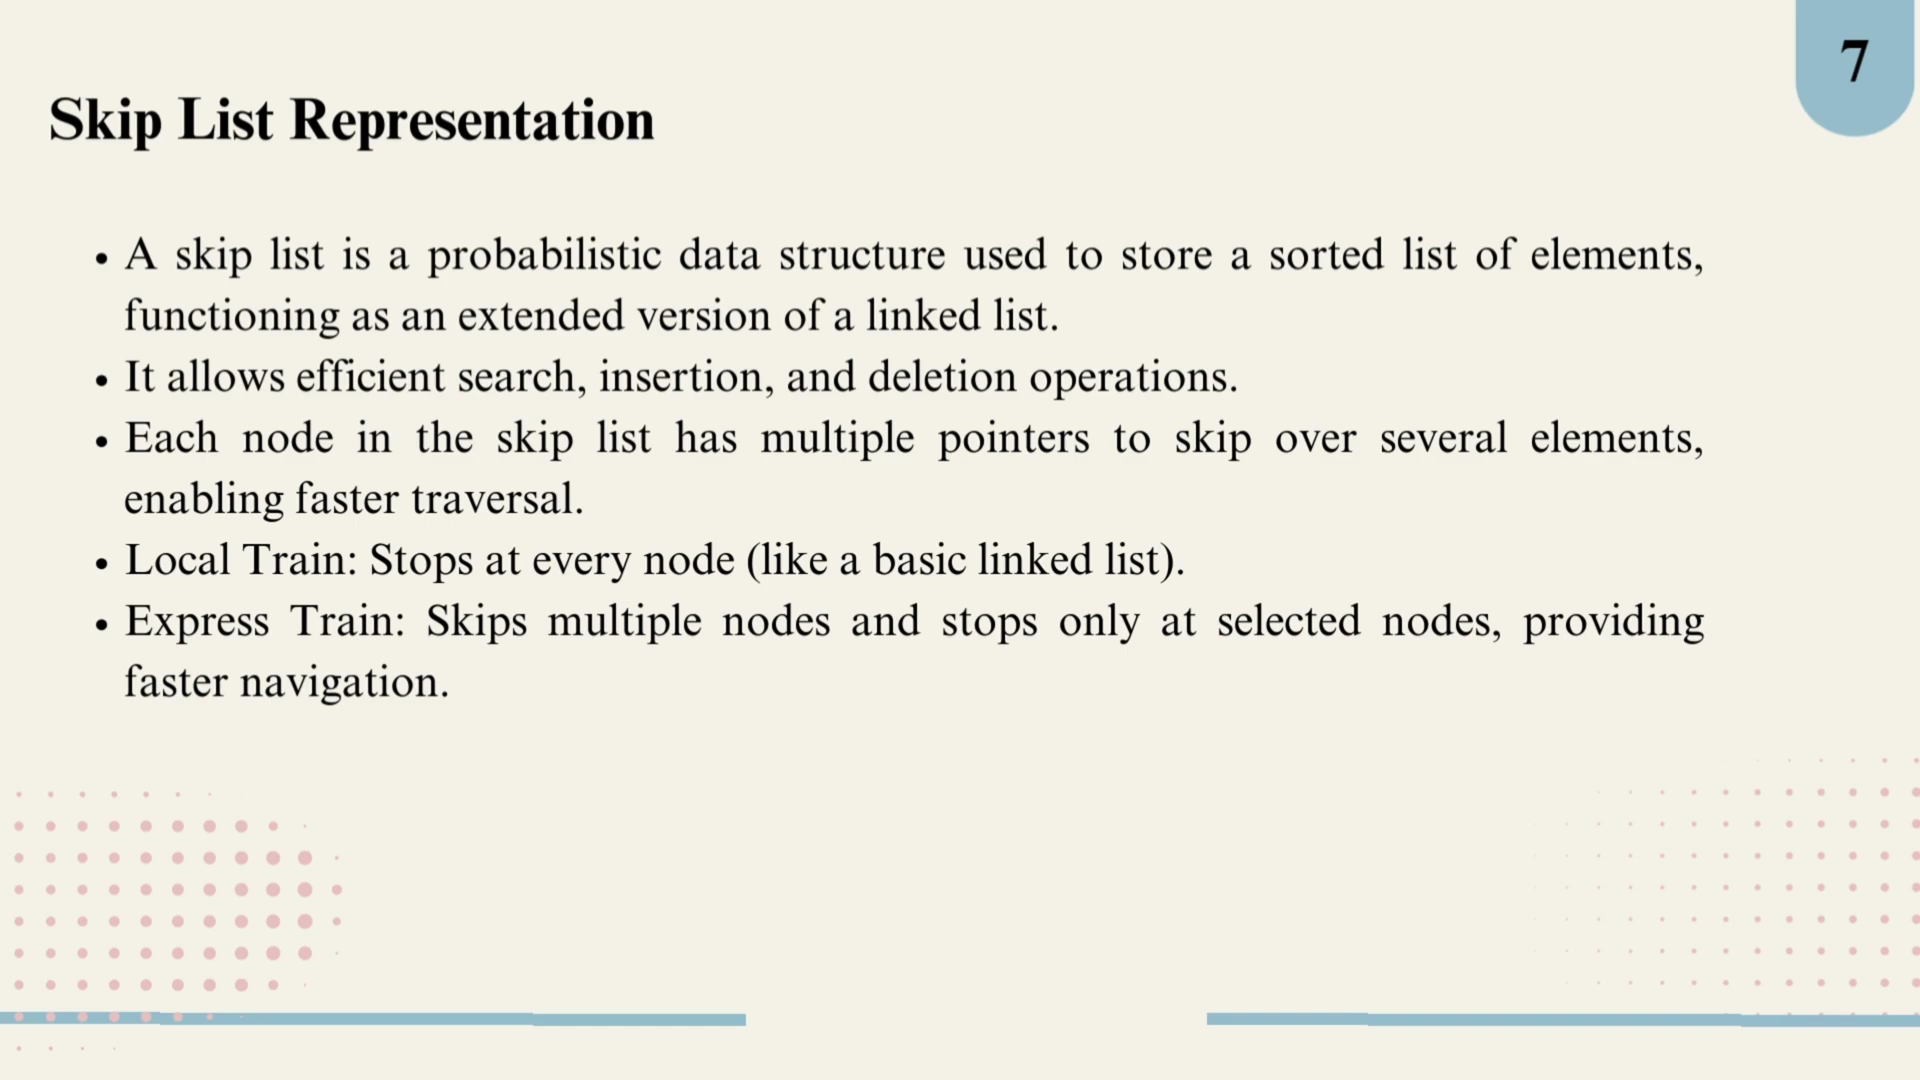 7
Skip List Representation
• A skip list is a probabilistic data structure used to store a sorted list of elements,
functioning as an extended version of a linked list.
• It allows efficient search, insertion, and deletion operations.
• Each node in the skip list has multiple pointers to skip over several elements,
enabling faster traversal.
• Local Train: Stops at every node (like a basic linked list).
• Express Train: Skips multiple nodes and stops only at selected nodes, providing
faster navigation.